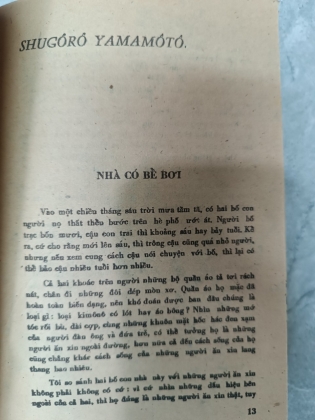 SHUGÔRÔ YAMAMÔTÔ.
NHÀ CÓ BỂ BƠI
Vào một chiều tháng sáu trời mưa tầm tã, có hai bố con
người nọ thất thểu bước trên hè phố ướt át. Người bố
trạc bốn mươi, cậu con trai thì khoảng sáu hay bảy tuổi. Kể
ra, cứ cho rằng mới lên sáu, thì trông cậu cũng quá nhỏ người,
nhưng nếu xem cung cách cậu nói chuyện với bố, thì lại có
thể bảo cậu nhiều tuổi hơn nhiều.
Cả hai khoác trên người những bộ quần áo tả tơi rách
nát, chân đi những đôi dép mòn xơ. Quần áo họ mặc đã
hoàn toàn biến dạng, nên khó đoán được ban đầu chúng là
loại gì: loại kimônô có lót hay áo bông? Nhìn những mớ
tóc rối bù, dài cợp, cùng những khuôn mặt hốc hác đen sạm
của người đàn ông và đứa trẻ, có thể tưởng họ là những
người ăn xin ngoài đường, hơn nữa cả đến cách sống của họ
cũng chẳng khác cách sống của những người ăn xin lang
thang bao nhiêu.
Tôi so sánh hai bố con nhà này với những người ăn xin
không phải không có cớ: vì cứ nhìn những dấu hiệu bên
ngoài của cả hai, thì họ đúng là những người ăn xin thật, tuy
13